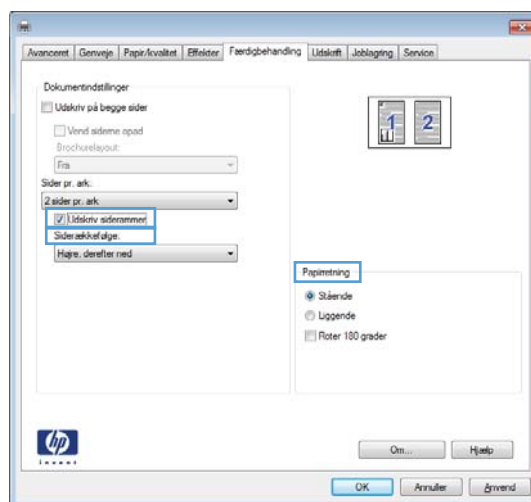 Avanceret Genveje Papir/kvalitet Effekter Færdigbehandling Udskrift Joblagring Service
Dokumentindstillinger
Udskriv på begge sider
Vend siderne opad
Brochurelayout:
Fra
Sider pr. ark:
2 sider pr. ark
Udskriv siderammer
Siderækkefølge:
Højre, derefter ned
1 2
Papirretning
Stående
Liggende
Roter 180 grader
hp
invent
Om... Hjælp
OK Annuller Anvend